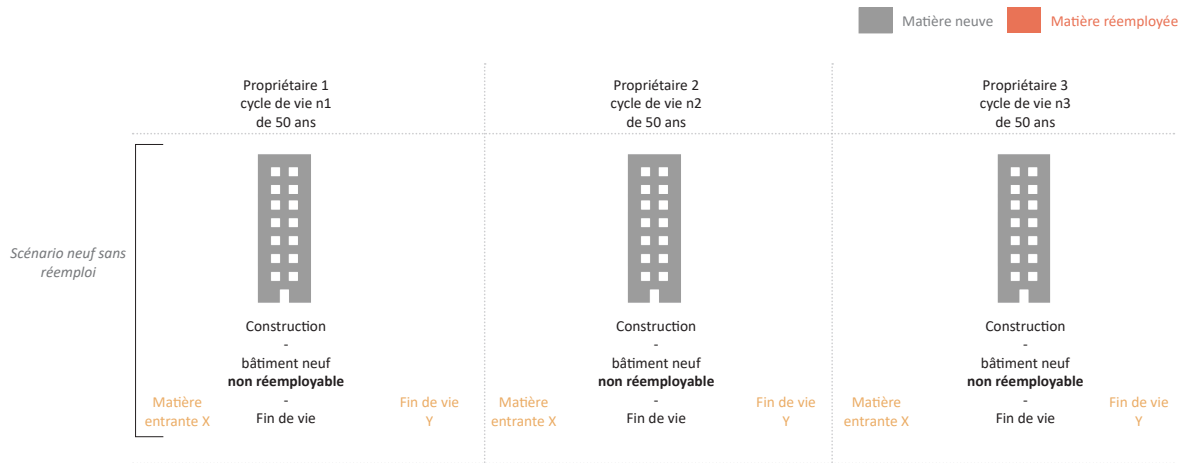 Matière neuve
Matière réemployée
Propriétaire 1
cycle de vie n1
de 50 ans
Propriétaire 2
cycle de vie n2
de 50 ans
Propriétaire 3
cycle de vie n3
de 50 ans
Scénario neuf sans
réemploi
Construction
-
bâtiment neuf
non réemployable
-
Fin de vie
Matière
entrante X
Fin de vie
Y
Construction
-
bâtiment neuf
non réemployable
-
Fin de vie
Matière
entrante X
Fin de vie
Y
Construction
-
bâtiment neuf
non réemployable
-
Fin de vie
Matière
entrante X
Fin de vie
Y